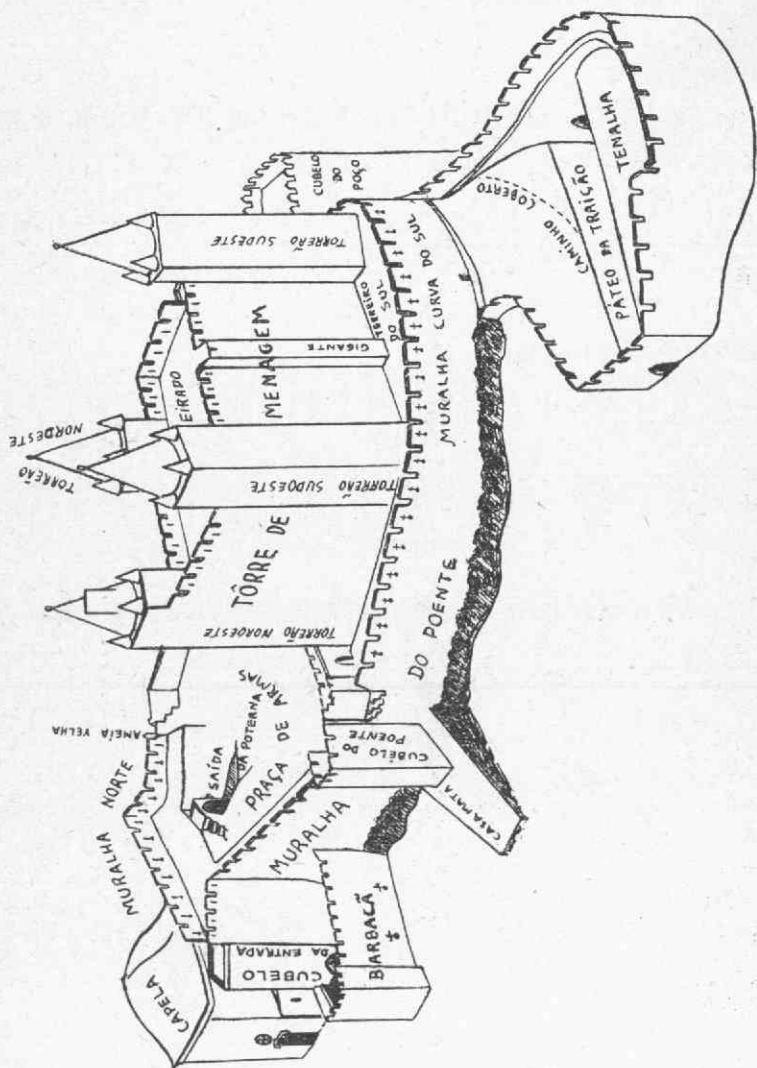 CAPELA
CUBELO
DA ENTRADA
BARBACÃ
MURALHA
NORTE
JANEIA VELHA
SAÍDA
DA POTERNA
PRAÇA DE ARMAS
MURALHA
DO POENTE
CUBÊLO DO
POENTE
CASAMATA
TORREÃO NOROESTE
TÔRRE DE
MENAGEM
TORREÃO
NORDESTE
TORREÃO SUDOESTE
EIRADO
GIGANTE
TERREIRO
DO SUL
TORREÃO SUDESTE
CUBELO
DO
POÇO
MURALHA CURVA DO SUL
CAMINHO COBERTO
PÁTEO DA TRAIÇÃO
TENALHA